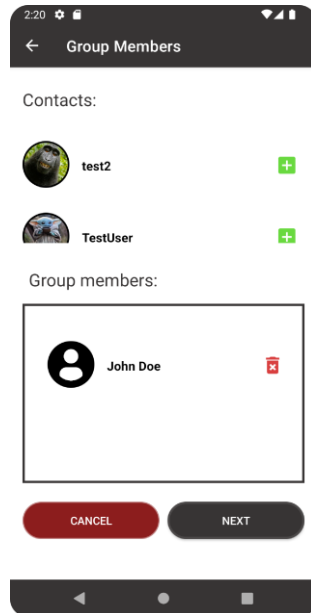 2:20
Group Members
Contacts:
test2
TestUser
Group members:
John Doe
CANCEL
NEXT